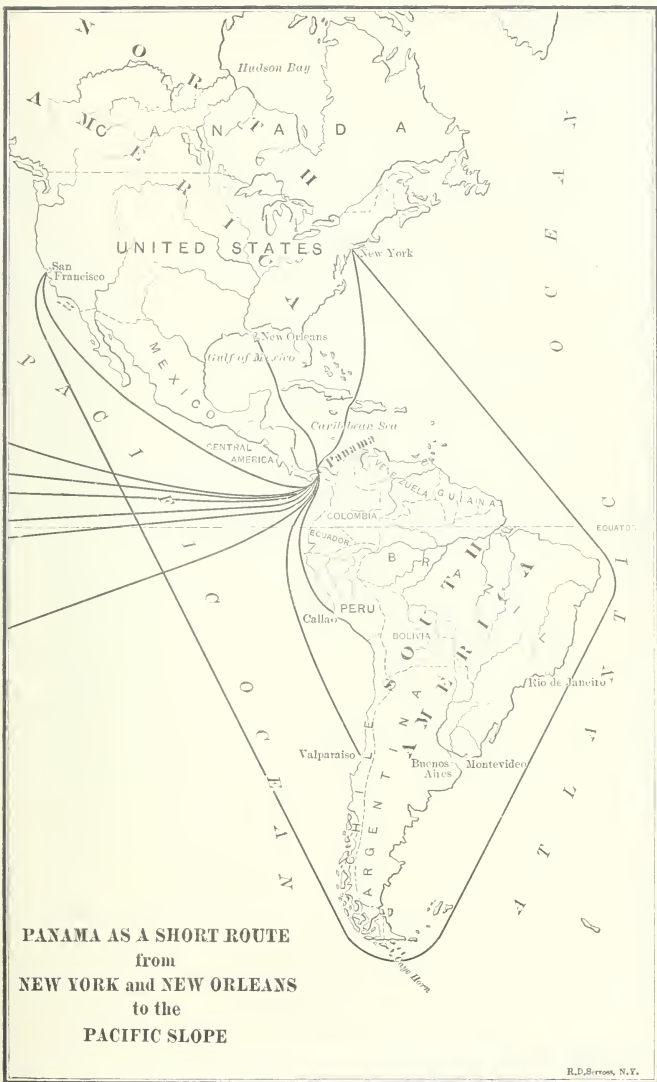 NORTH AMERICA
Hudson Bay
CANADA
UNITED STATES
New York
San
Francisco
New Orleans
Gulf of Mexico
MEXICO
Caribbean Sea
CENTRAL
AMERICA
Panama
VENEZUELA
GUIANA
COLOMBIA
ECUADOR
EQUATOR
BRAZIL
PERU
Callao
BOLIVIA
SOUTH AMERICA
Rio de Janeiro
Valparaiso
CHILE
ARGENTINA
Buenos
Aires
Montevideo
PACIFIC OCEAN
ATLANTIC OCEAN
Cape Horn
PANAMA AS A SHORT ROUTE
from
NEW YORK and NEW ORLEANS
to the
PACIFIC SLOPE
R.D.Servoss, N.Y.